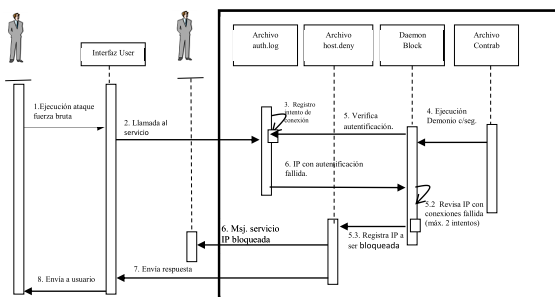 Interfaz User
Archivo
auth.log
Archivo
host.deny
Daemon
Block
Archivo
Contrab
1.Ejecución ataque
fuerza bruta
2. Llamada al
servicio
3. Registro
intento de
conexión
4. Ejecución
Demonio c/seg.
5. Verifica
autentificación.
6. IP con autentificación
fallida.
5.2 Revisa IP con
conexiones fallida
(máx. 2 intentos)
5.3. Registra IP a
ser bloqueada
6. Msj. servicio
IP bloqueada
7. Envía respuesta
8. Envía a usuario